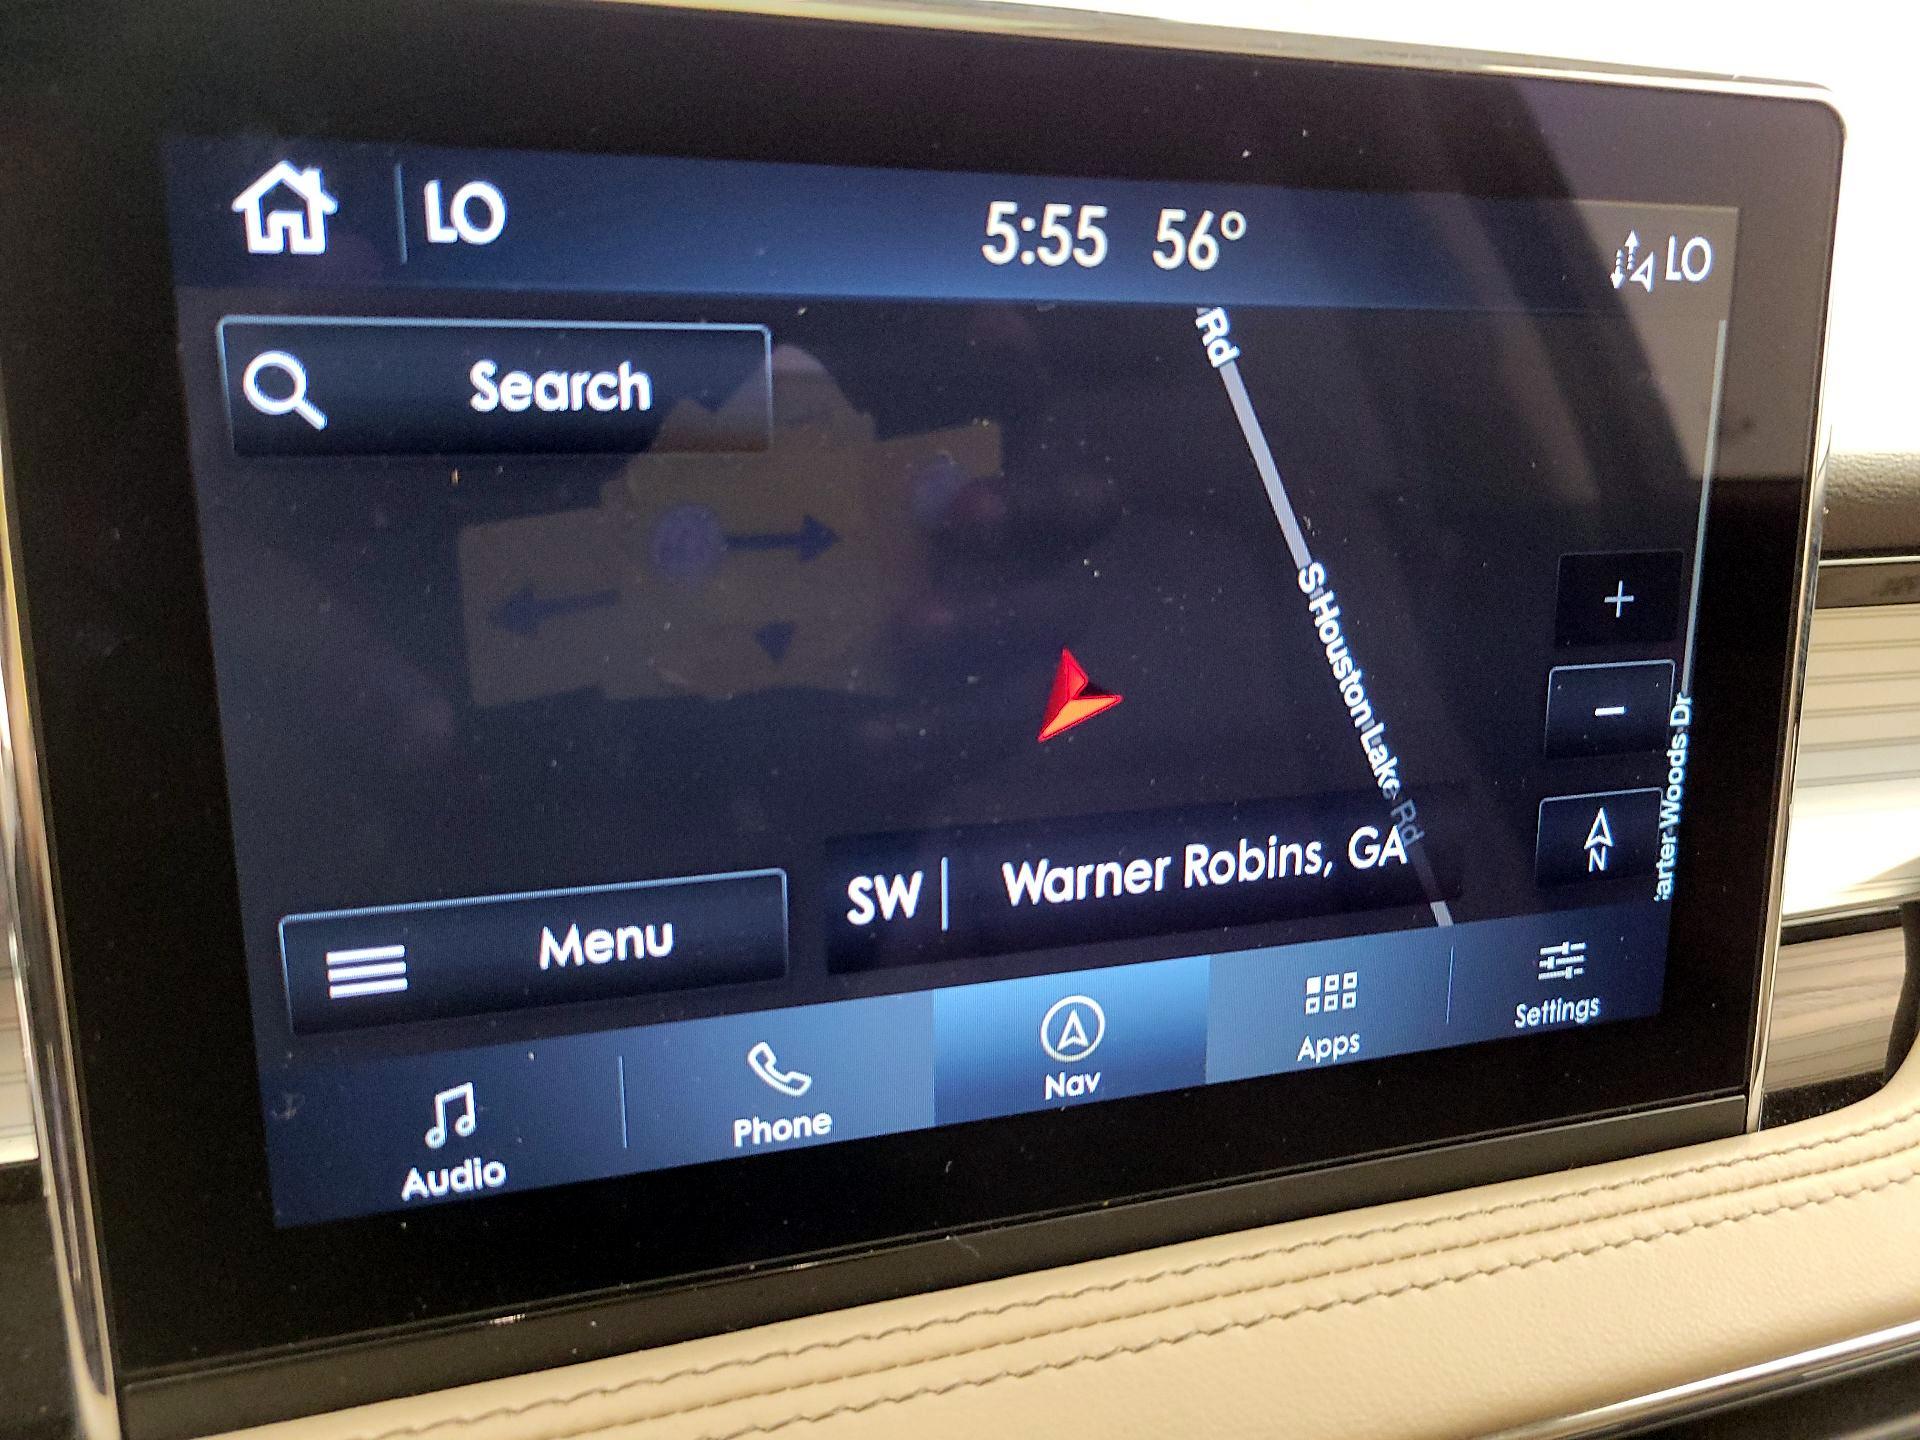 LO
5:55 56°
LO
Search
Rd
S Houston Lake Rd
+
−
N
arter Woods Dr
SW | Warner Robins, GA
Menu
Audio
Phone
Nav
Apps
Settings